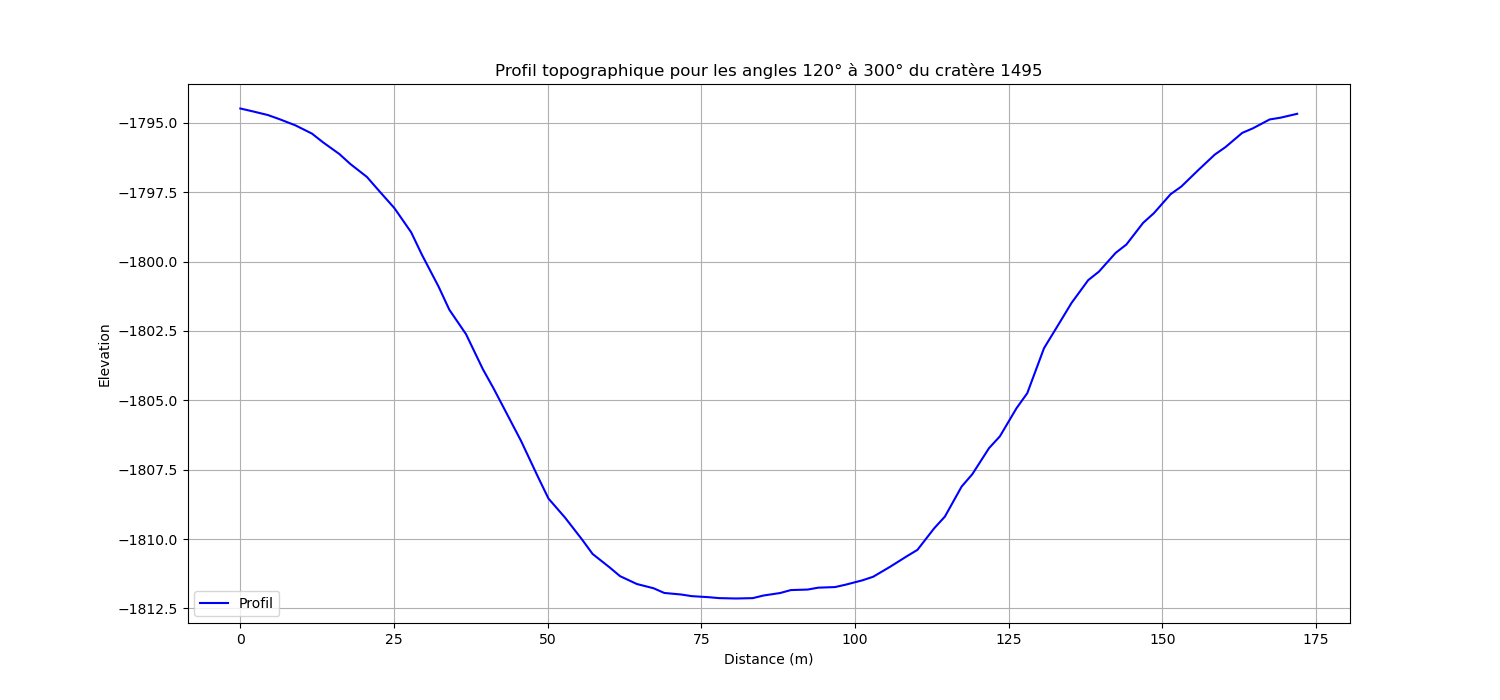 Profil topographique pour les angles 120° à 300° du cratère 1495
Elevation
−1795.0
−1797.5
−1800.0
−1802.5
−1805.0
−1807.5
−1810.0
−1812.5
Profil
0 25 50 75 100 125 150 175
Distance (m)